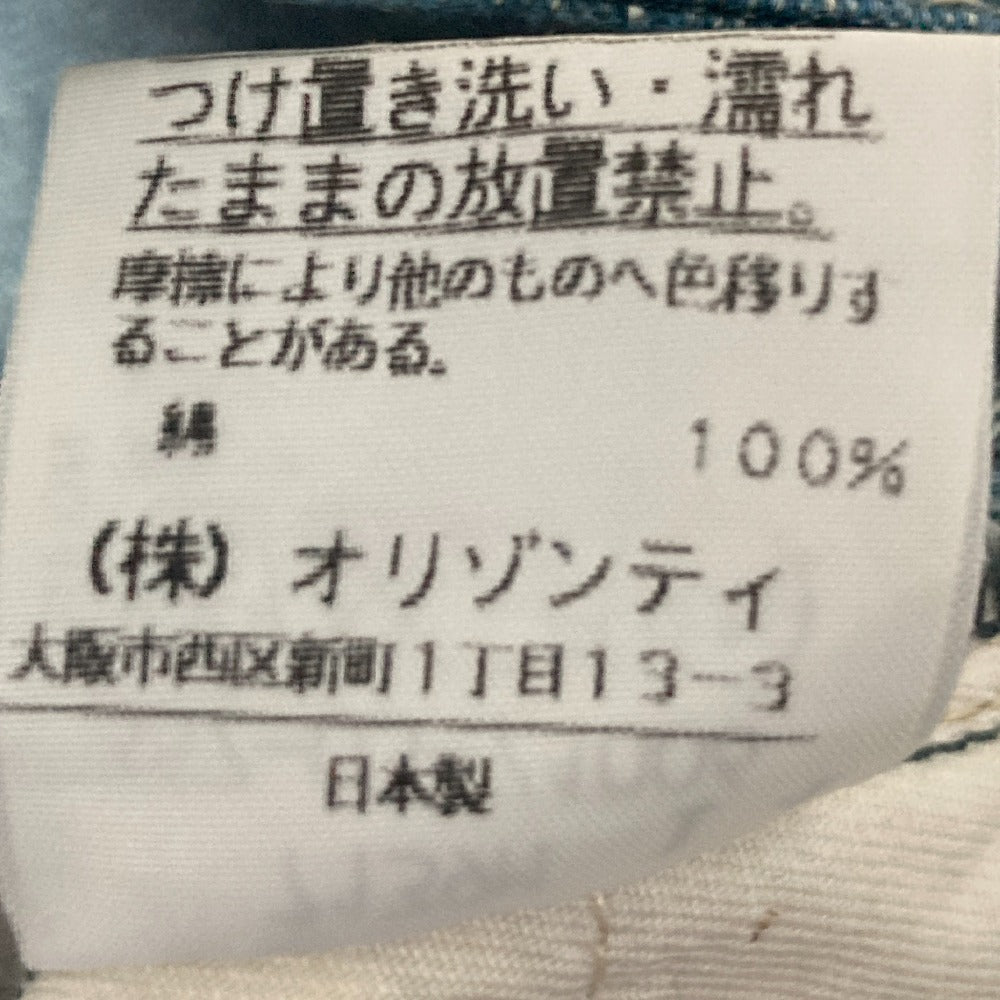 つけ置き洗い・濡れ
たままの放置禁止。
摩擦により他のものへ色移りす
ることがある。
綿 100%
(株) オリゾンティ
大阪市西区新町1丁目13-3
日本製